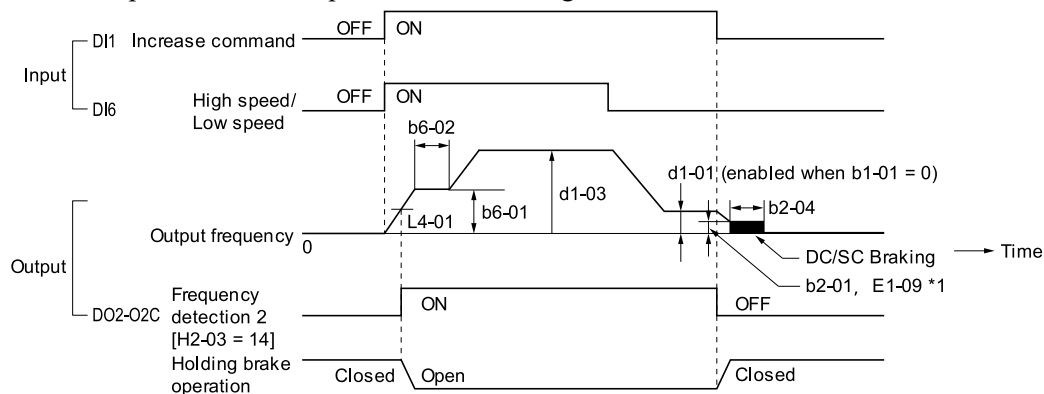 OFF
ON
DI1 Increase command
Input
OFF
ON
DI6
High speed/
Low speed
b6-02
d1-01 (enabled when b1-01 = 0)
d1-03
b2-04
L4-01
b6-01
Output frequency
0
DC/SC Braking
Time
Output
b2-01, E1-09 *1
DO2-O2C
Frequency
detection 2
[H2-03 = 14]
ON
OFF
Holding brake
operation
Closed
Open
Closed